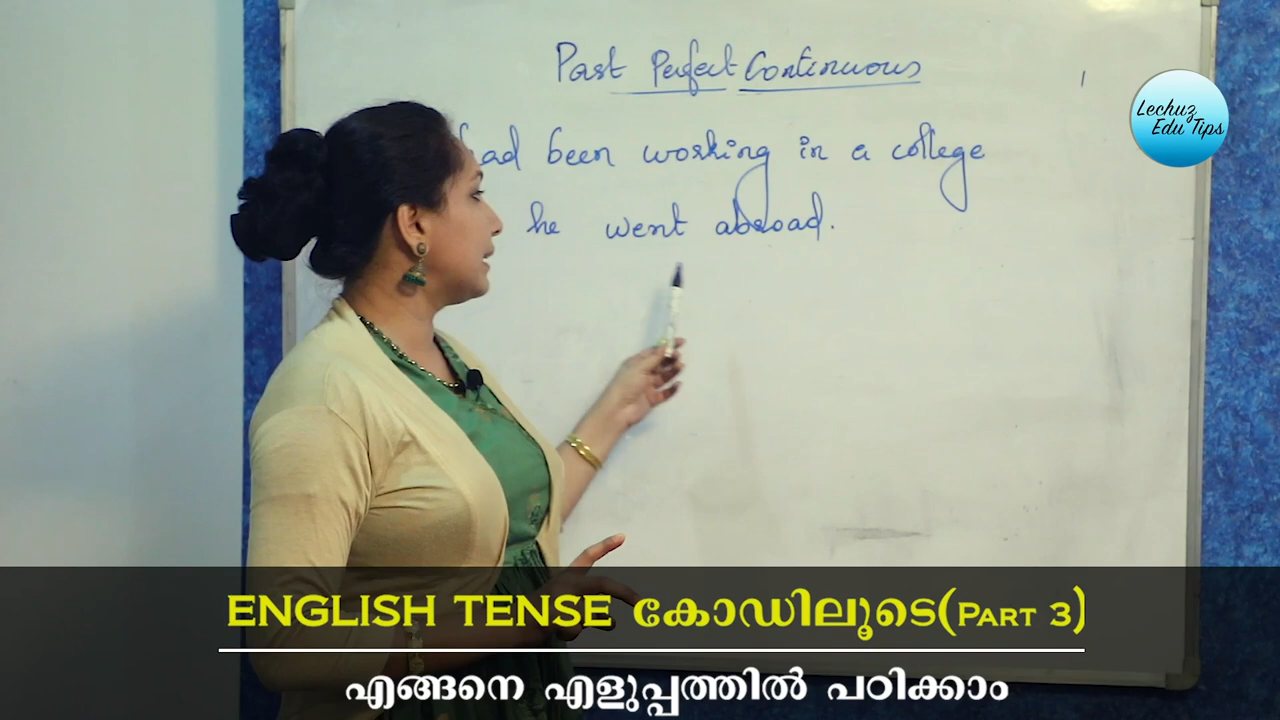 Past Perfect Continuous
had been working in a college
he went abroad.
Lechuz
Edu Tips
ENGLISH TENSE കോഡിലൂടെ(PART 3)
എങ്ങനെ എളുപ്പത്തിൽ പഠിക്കാം